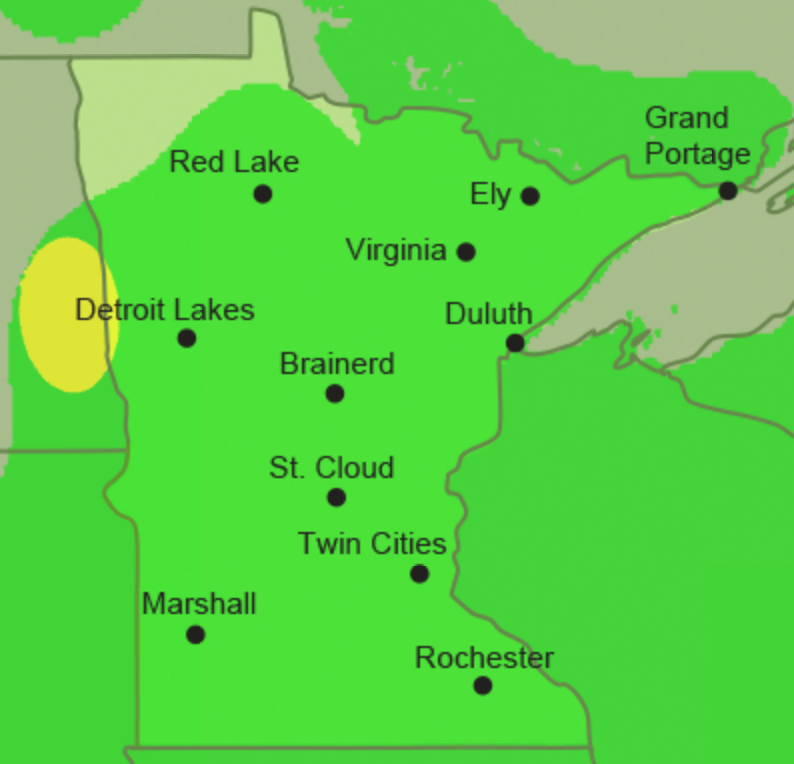 Grand
Portage
Red Lake
Ely
Virginia
Detroit Lakes
Duluth
Brainerd
St. Cloud
Twin Cities
Marshall
Rochester